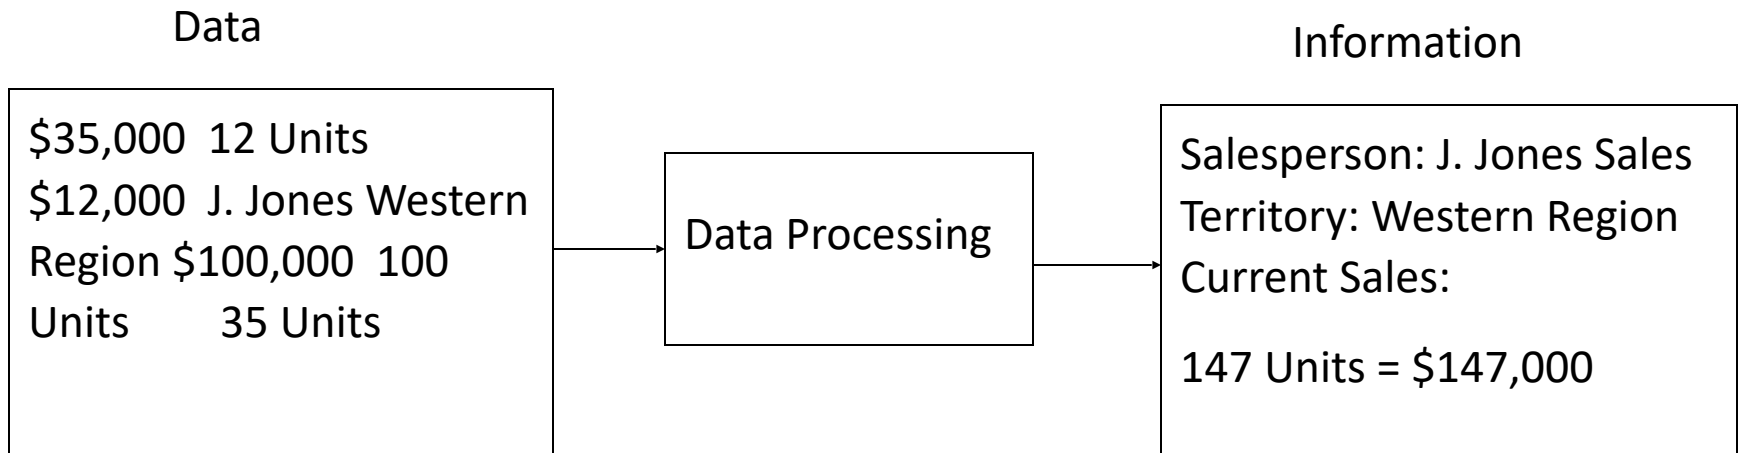 Data
$35,000 12 Units
$12,000 J. Jones Western
Region $100,000 100
Units 35 Units
Data Processing
Information
Salesperson: J. Jones Sales
Territory: Western Region
Current Sales:
147 Units = $147,000